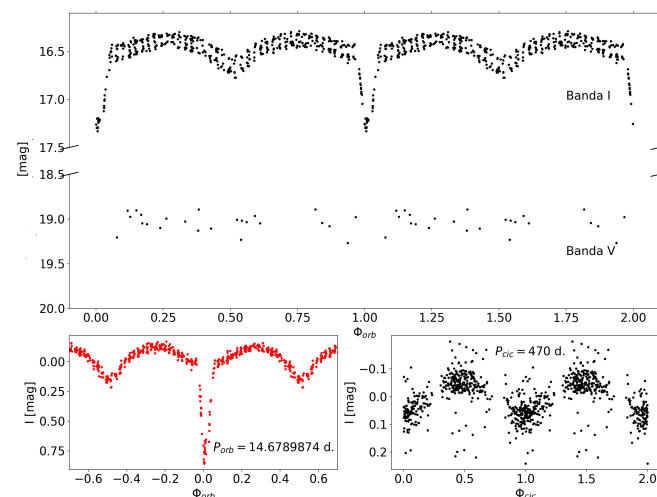 16.5
17.0
17.5
18.5
19.0
19.5
20.0
[mag]
Banda I
Banda V
0.00 0.25 0.50 0.75 1.00 1.25 1.50 1.75 2.00
Φorb Φorb
0.00
0.25
0.50
0.75
I [mag]
Porb = 14.6789874 d.
−0.6 −0.4 −0.2 0.0 0.2 0.4 0.6
Φorb
−0.1
0.0
0.1
0.2
I [mag]
Pcic = 470 d.
0.0 0.5 1.0 1.5 2.0
Φcic